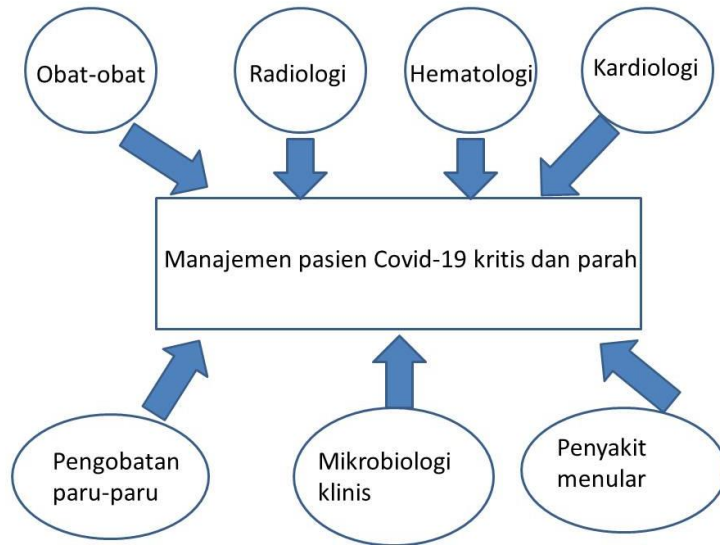 Obat-obat
Radiologi
Hematologi
Kardiologi
Manajemen pasien Covid-19 kritis dan parah
Pengobatan
paru-paru
Mikrobiologi
klinis
Penyakit
menular